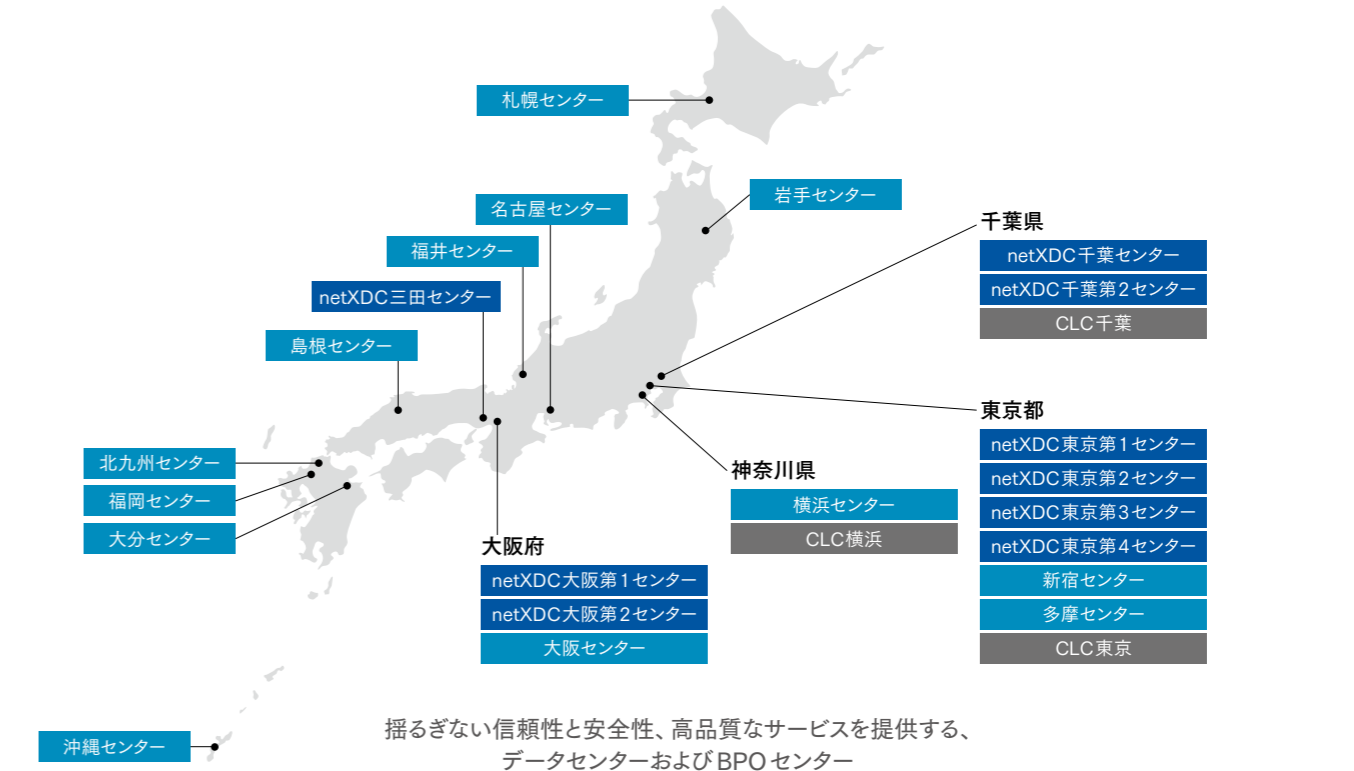 札幌センター
岩手センター
名古屋センター
福井センター
netXDC三田センター
島根センター
北九州センター
福岡センター
大分センター
沖縄センター
千葉県
netXDC千葉センター
netXDC千葉第2センター
CLC千葉
東京都
netXDC東京第1センター
netXDC東京第2センター
netXDC東京第3センター
netXDC東京第4センター
新宿センター
多摩センター
CLC東京
神奈川県
横浜センター
CLC横浜
大阪府
netXDC大阪第1センター
netXDC大阪第2センター
大阪センター
揺るぎない信頼性と安全性、高品質なサービスを提供する、
データセンターおよびBPOセンター